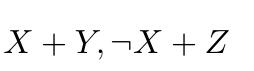 X + Y, ¬X + Z